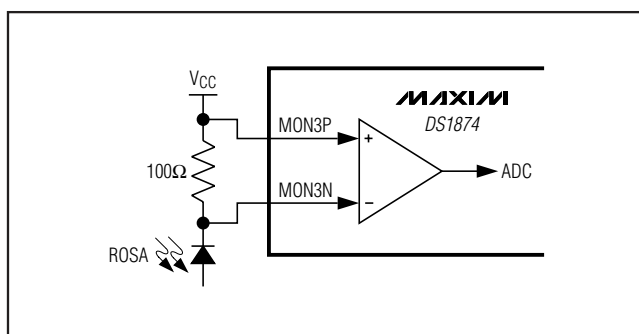 VCC
MAXIM
DS1874
MON3P
+
100Ω
ADC
MON3N
−
ROSA